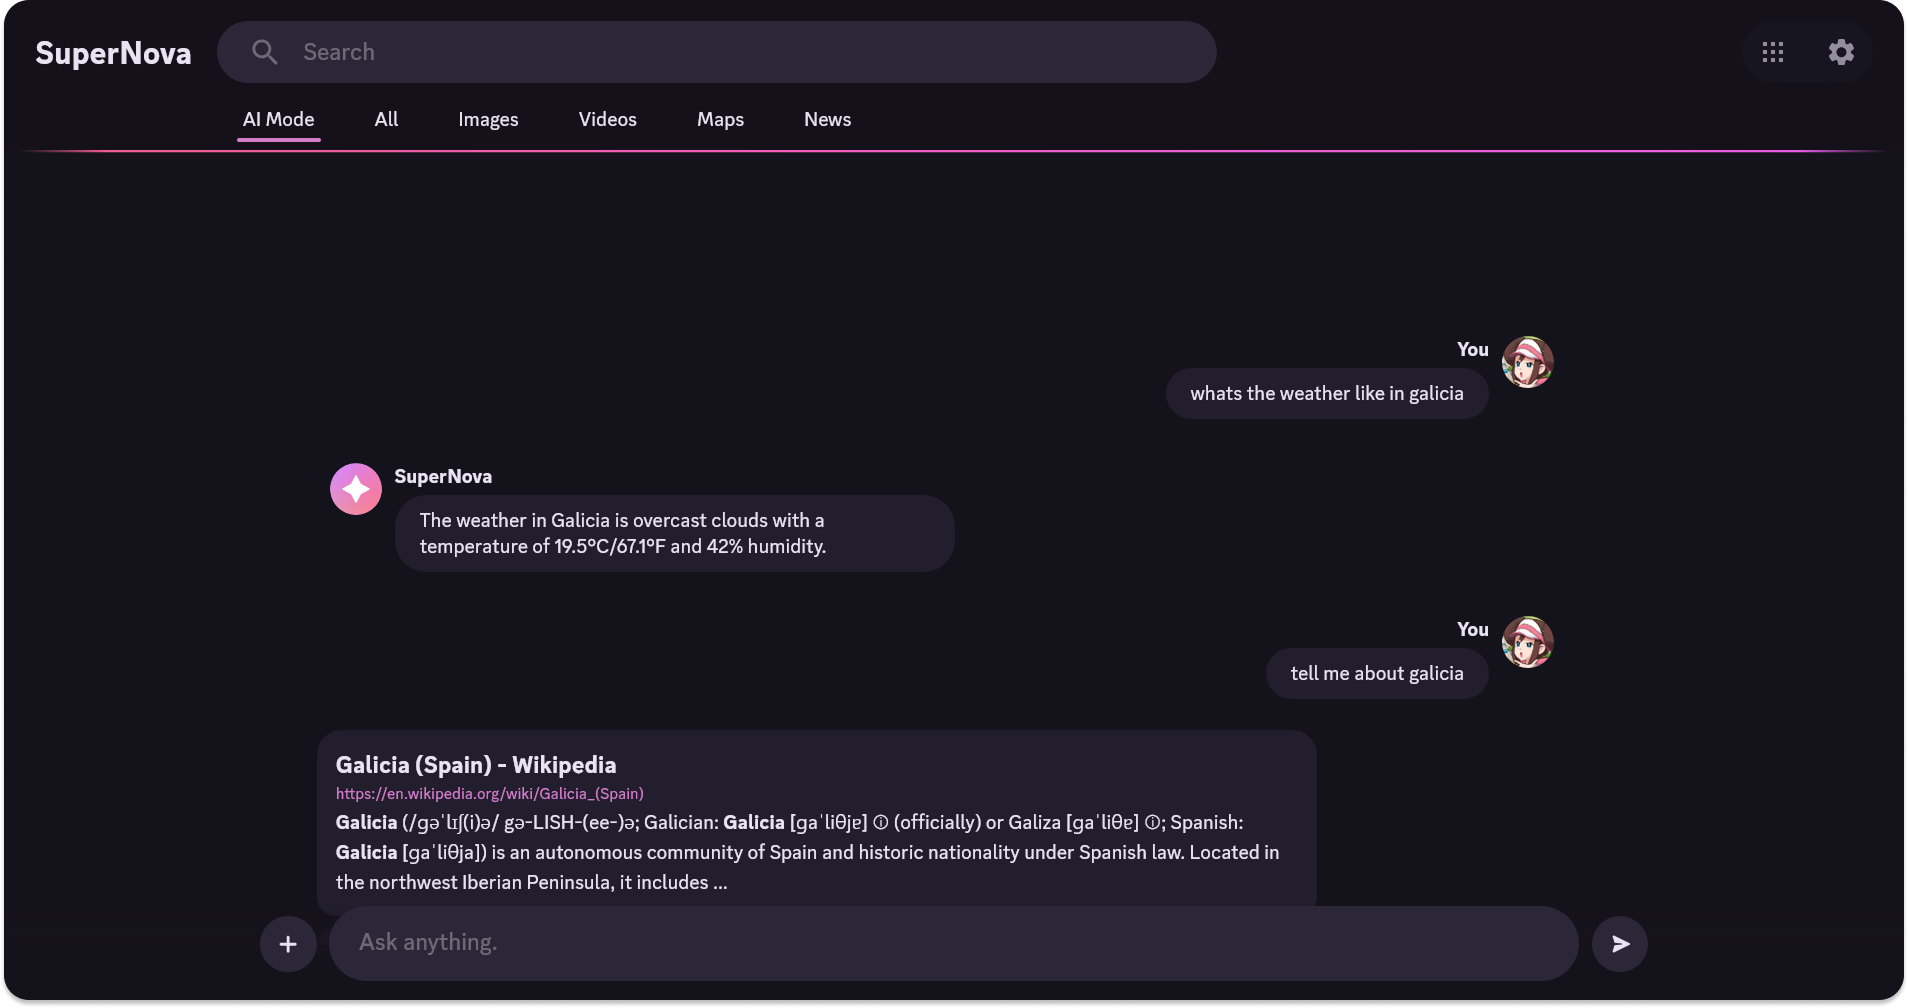 SuperNova
Search
AI Mode
All
Images
Videos
Maps
News
You
whats the weather like in galicia
SuperNova
The weather in Galicia is overcast clouds with a
temperature of 19.5°C/67.1°F and 42% humidity.
You
tell me about galicia
Galicia (Spain) - Wikipedia
https://en.wikipedia.org/wiki/Galicia_(Spain)
Galicia (/ɡəˈlɪʃ(i)ə/ gə-LISH-(ee-)ə; Galician: Galicia [ɡaˈliθjɐ] ⓘ (officially) or Galiza [ɡaˈliθɐ] ⓘ; Spanish:
Galicia [ɡaˈliθja]) is an autonomous community of Spain and historic nationality under Spanish law. Located in
the northwest Iberian Peninsula, it includes ...
Ask anything.